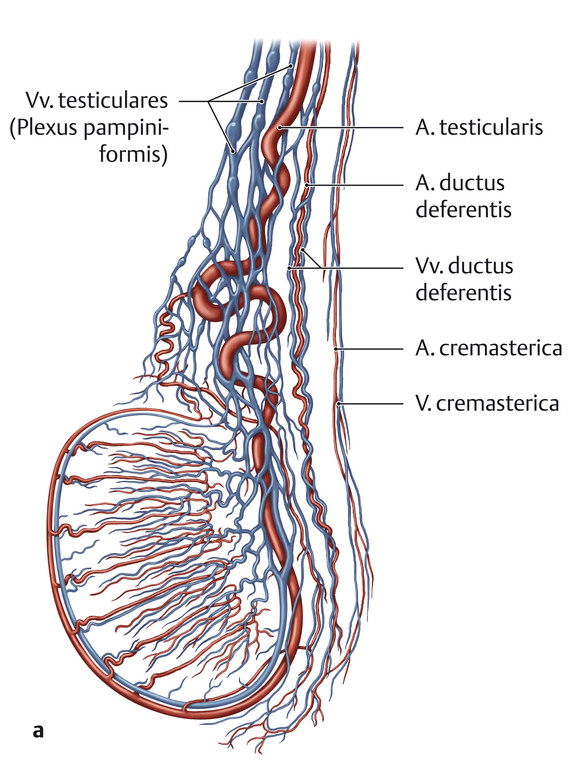 Vv. testiculares
(Plexus pampini-
formis)
A. testicularis
A. ductus
deferentis
Vv. ductus
deferentis
A. cremasterica
V. cremasterica
a